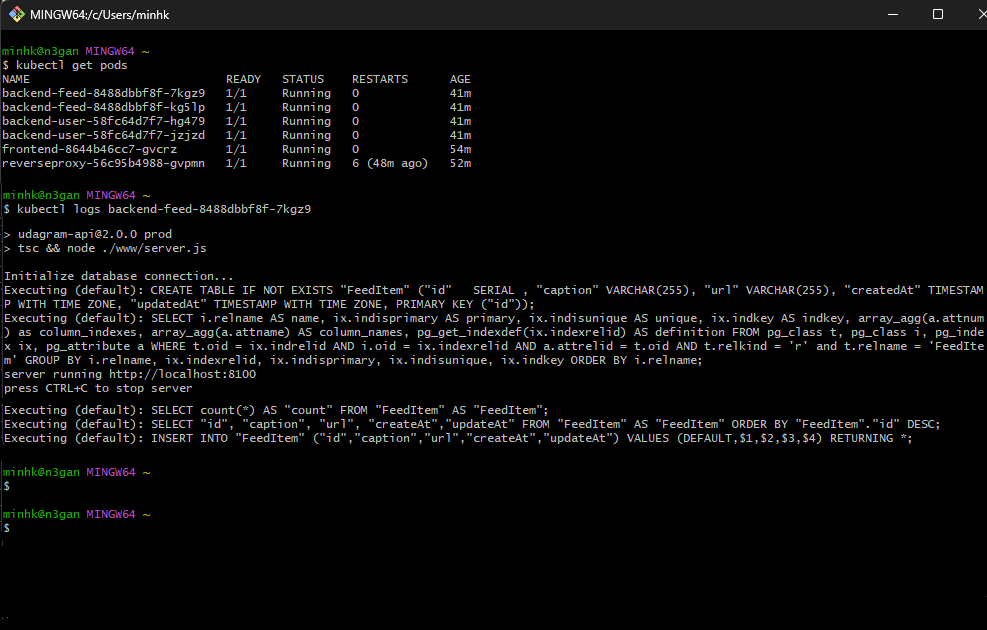 MINGW64:/c/Users/minhk
minhk@n3gan MINGW64 ~
$ kubectl get pods
NAME READY STATUS RESTARTS AGE
backend-feed-8488dbbf8f-7kgz9 1/1 Running 0 41m
backend-feed-8488dbbf8f-kg5lp 1/1 Running 0 41m
backend-user-58fc64d7f7-hg479 1/1 Running 0 41m
backend-user-58fc64d7f7-jzjzd 1/1 Running 0 41m
frontend-8644b46cc7-gvcrz 1/1 Running 0 54m
reverseproxy-56c95b4988-gvpmn 1/1 Running 6 (48m ago) 52m
minhk@n3gan MINGW64 ~
$ kubectl logs backend-feed-8488dbbf8f-7kgz9
> udagram-api@2.0.0 prod
> tsc && node ./www/server.js
Initialize database connection...
Executing (default): CREATE TABLE IF NOT EXISTS "FeedItem" ("id"   SERIAL , "caption" VARCHAR(255), "url" VARCHAR(255), "createdAt" TIMESTAM
P WITH TIME ZONE, "updatedAt" TIMESTAMP WITH TIME ZONE, PRIMARY KEY ("id"));
Executing (default): SELECT i.relname AS name, ix.indisprimary AS primary, ix.indisunique AS unique, ix.indkey AS indkey, array_agg(a.attnum
) as column_indexes, array_agg(a.attname) AS column_names, pg_get_indexdef(ix.indexrelid) AS definition FROM pg_class t, pg_class i, pg_inde
x ix, pg_attribute a WHERE t.oid = ix.indrelid AND i.oid = ix.indexrelid AND a.attrelid = t.oid AND t.relkind = 'r' and t.relname = 'FeedIte
m' GROUP BY i.relname, ix.indexrelid, ix.indisprimary, ix.indisunique, ix.indkey ORDER BY i.relname;
server running http://localhost:8100
press CTRL+C to stop server
Executing (default): SELECT count(*) AS "count" FROM "FeedItem" AS "FeedItem";
Executing (default): SELECT "id", "caption", "url", "createAt","updateAt" FROM "FeedItem" AS "FeedItem" ORDER BY "FeedItem"."id" DESC;
Executing (default): INSERT INTO "FeedItem" ("id","caption","url","createAt","updateAt") VALUES (DEFAULT,$1,$2,$3,$4) RETURNING *;
minhk@n3gan MINGW64 ~
$
minhk@n3gan MINGW64 ~
$